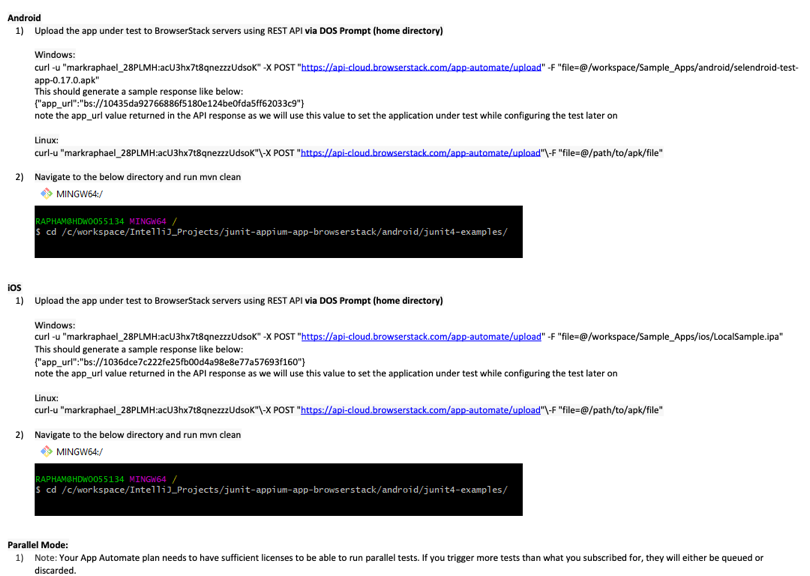 Android
1) Upload the app under test to BrowserStack servers using REST API via DOS Prompt (home directory)
Windows:
curl -u "markraphael_28PLMH:acU3hx7t8qnezzzUdsoK" -X POST "https://api-cloud.browserstack.com/app-automate/upload" -F "file=@/workspace/Sample_Apps/android/selendroid-test-
app-0.17.0.apk"
This should generate a sample response like below:
{"app_url":"bs://10435da92766886f5180e124be0fda5ff62033c9"}
note the app_url value returned in the API response as we will use this value to set the application under test while configuring the test later on
Linux:
curl-u "markraphael_28PLMH:acU3hx7t8qnezzzUdsoK"\-X POST "https://api-cloud.browserstack.com/app-automate/upload"\-F "file=@/path/to/apk/file"
2) Navigate to the below directory and run mvn clean
MINGW64:/
RAPHAM@HDWO055134 MINGW64 /
$ cd /c/workspace/IntelliJ_Projects/junit-appium-app-browserstack/android/junit4-examples/
iOS
1) Upload the app under test to BrowserStack servers using REST API via DOS Prompt (home directory)
Windows:
curl -u "markraphael_28PLMH:acU3hx7t8qnezzzUdsoK" -X POST "https://api-cloud.browserstack.com/app-automate/upload" -F "file=@/workspace/Sample_Apps/ios/LocalSample.ipa"
This should generate a sample response like below:
{"app_url":"bs://1036dce7c222fe25fb00d4a98e8e77a57693f160"}
note the app_url value returned in the API response as we will use this value to set the application under test while configuring the test later on
Linux:
curl-u "markraphael_28PLMH:acU3hx7t8qnezzzUdsoK"\-X POST "https://api-cloud.browserstack.com/app-automate/upload"\-F "file=@/path/to/apk/file"
2) Navigate to the below directory and run mvn clean
MINGW64:/
RAPHAM@HDWO055134 MINGW64 /
$ cd /c/workspace/IntelliJ_Projects/junit-appium-app-browserstack/android/junit4-examples/
Parallel Mode:
1) Note: Your App Automate plan needs to have sufficient licenses to be able to run parallel tests. If you trigger more tests than what you subscribed for, they will either be queued or
discarded.